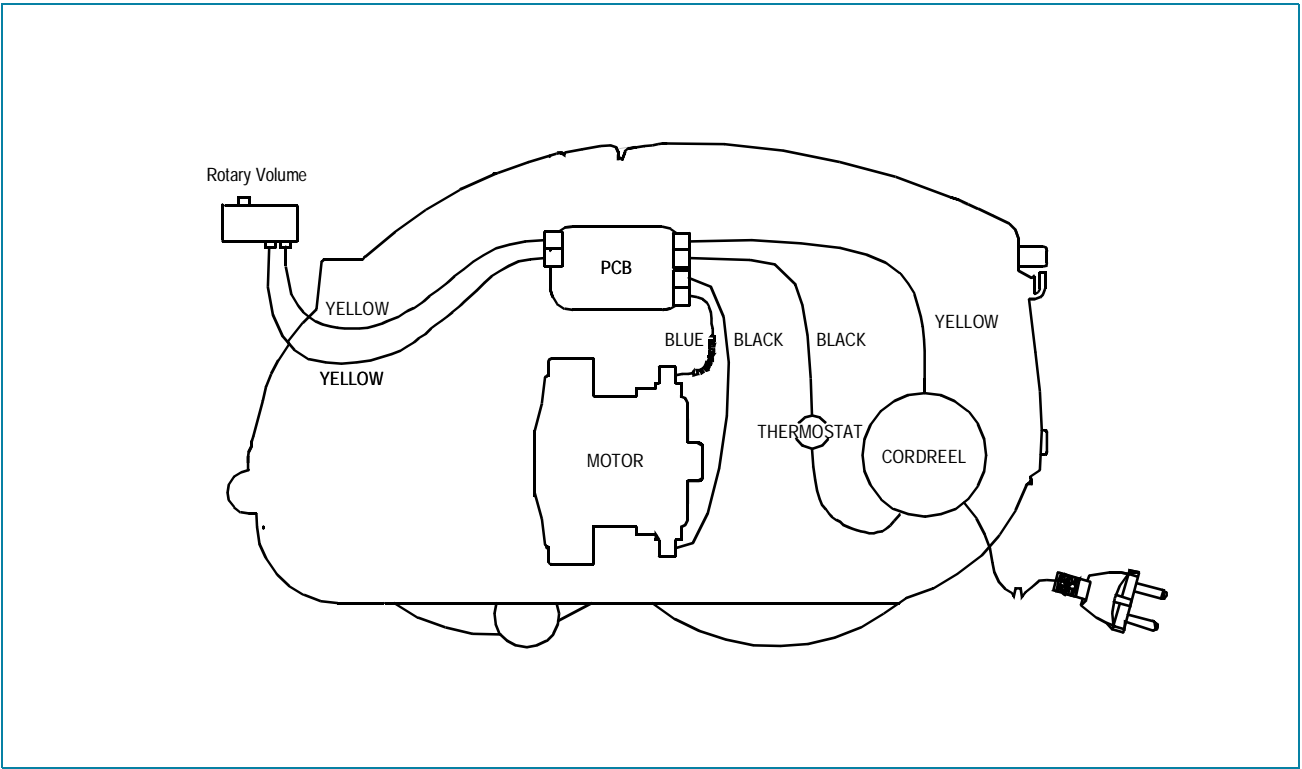 Rotary Volume
PCB
YELLOW
YELLOW
YELLOW
BLUE
BLACK
BLACK
THERMOSTAT
CORDREEL
MOTOR